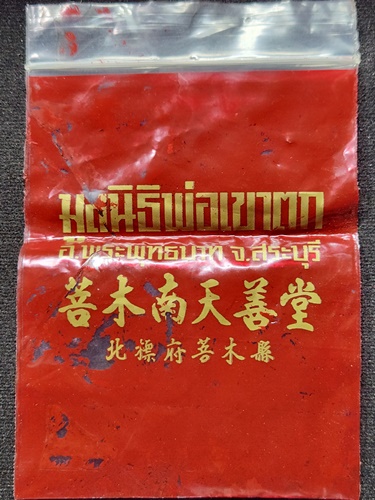 มูลนิธิพ่อเขาตก
อ.พระพุทธบาท จ.สระบุรี
菩木南天善堂
北標府菩木縣